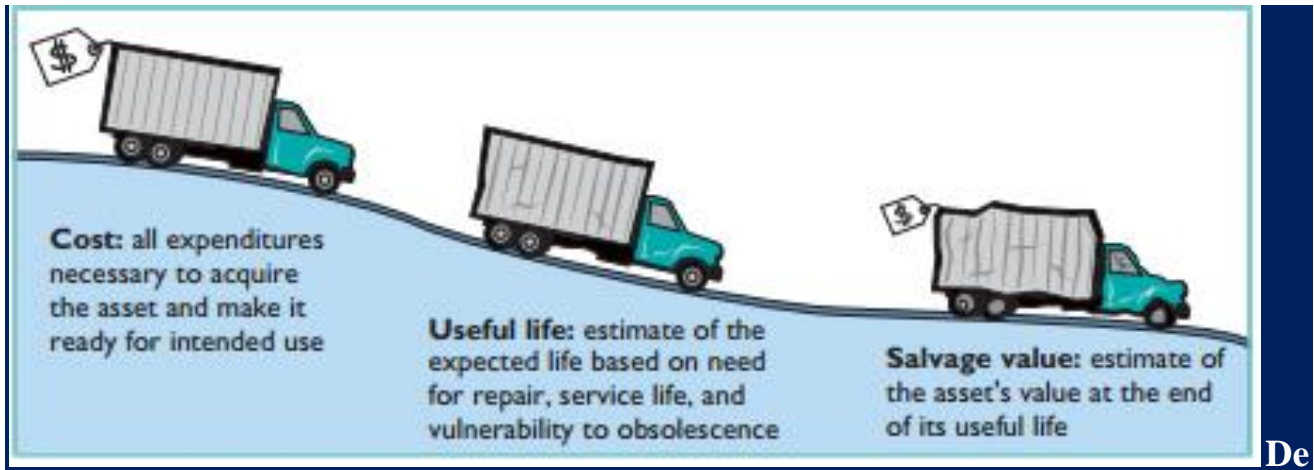 $
Cost: all expenditures
necessary to acquire
the asset and make it
ready for intended use
Useful life: estimate of the
expected life based on need
for repair, service life, and
vulnerability to obsolescence
$
Salvage value: estimate of
the asset's value at the end
of its useful life
De